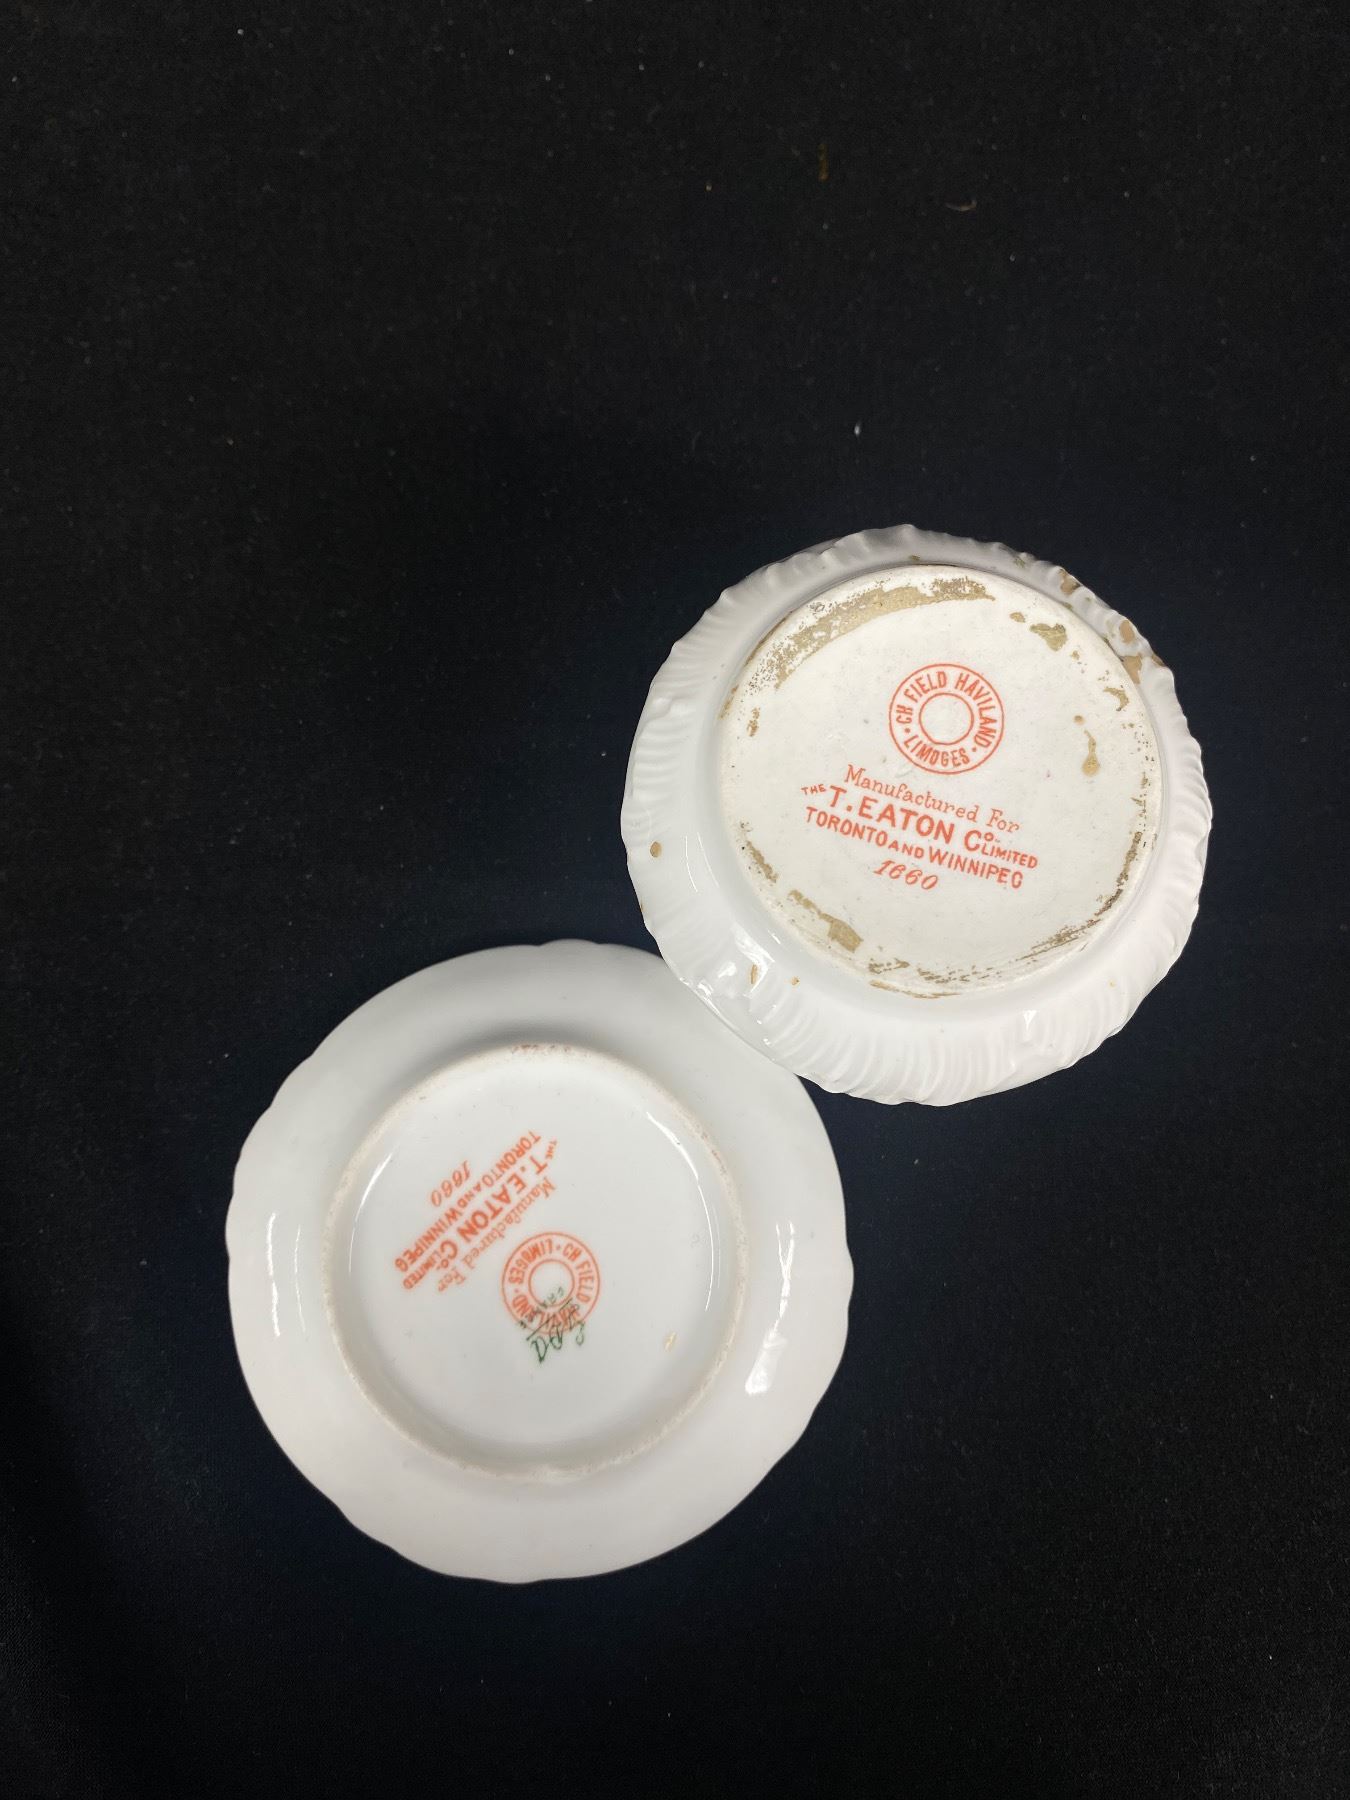 CH FIELD HAVILAND
· LIMOGES ·
Manufactured For
THE T. EATON Co. LIMITED
TORONTO AND WINNIPEG
1660
CH FIELD HAVILAND
· LIMOGES ·
FRANCE
Manufactured For
THE T. EATON Co. LIMITED
TORONTO AND WINNIPEG
1660